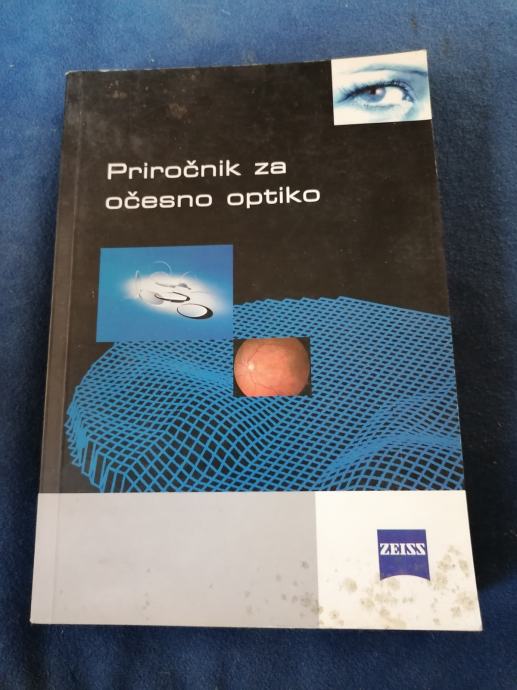 Priročnik za
očesno optiko
ZEISS